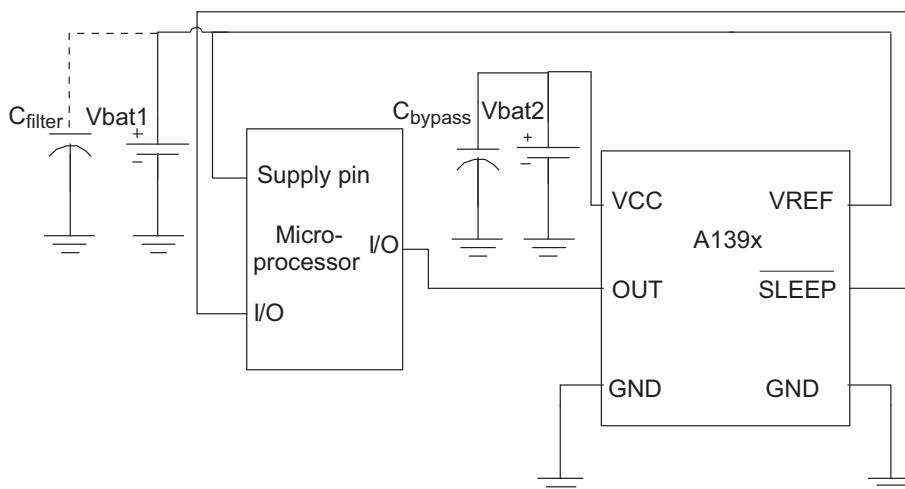 Cfilter
Vbat1
+
−
Supply pin
Micro-
processor
I/O
I/O
Cbypass
Vbat2
+
−
VCC
VREF
A139x
OUT
SLEEP
GND
GND